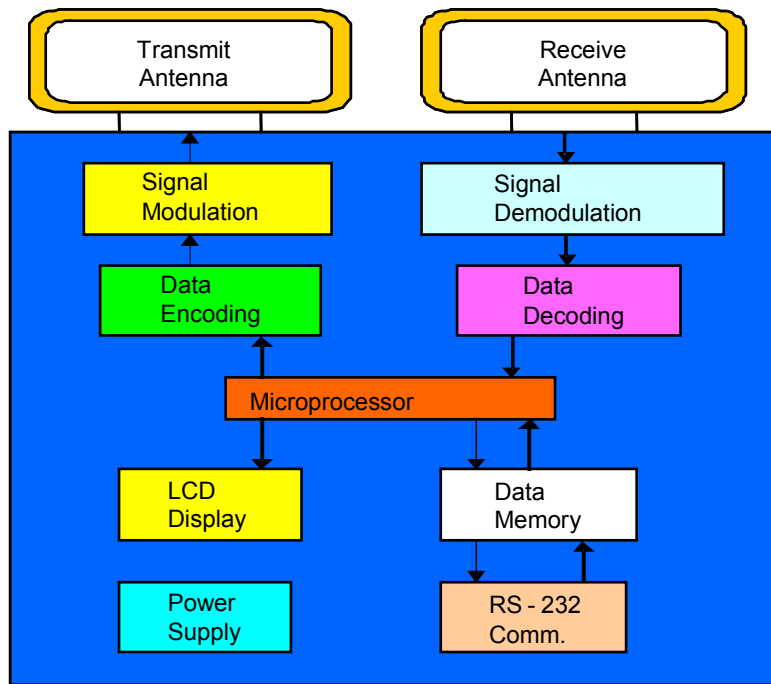 Transmit
Antenna
Receive
Antenna
Signal
Modulation
Signal
Demodulation
Data
Encoding
Data
Decoding
Microprocessor
LCD
Display
Data
Memory
Power
Supply
RS - 232
Comm.